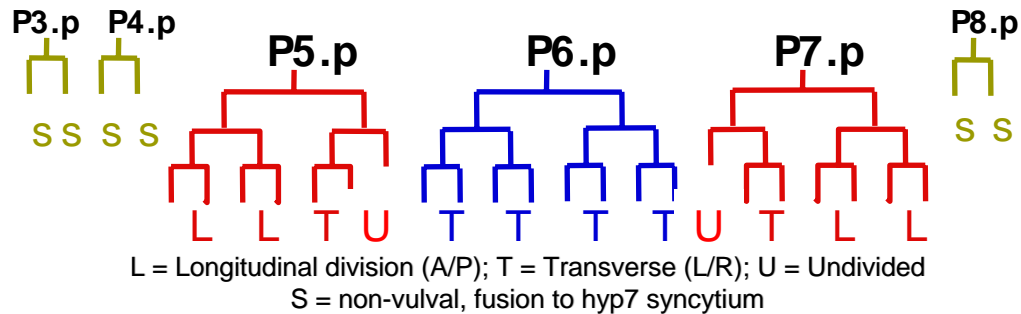 P3.p P4.p P5.p P6.p P7.p P8.p
S S S S L L T U T T T T U T L L S S
L = Longitudinal division (A/P); T = Transverse (L/R); U = Undivided
S = non-vulval, fusion to hyp7 syncytium